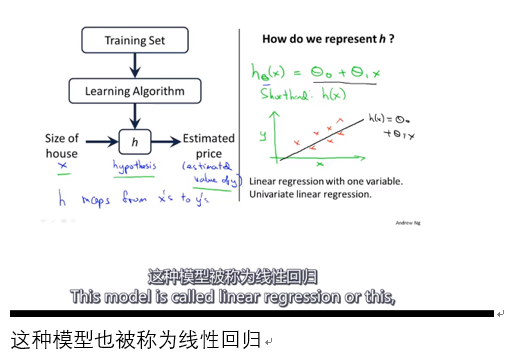 Training Set
Learning Algorithm
Size of
house
x
h
hypothesis
Estimated
price
(estimated
value of y)
h maps from x's to y's
How do we represent h ?
hθ(x) = θ₀ + θ₁x
Shorthand: h(x)
y
x
h(x) = θ₀
+ θ₁x
Linear regression with one variable.
Univariate linear regression.
Andrew Ng
这种模型被称为线性回归
This model is called linear regression or this,
这种模型也被称为线性回归